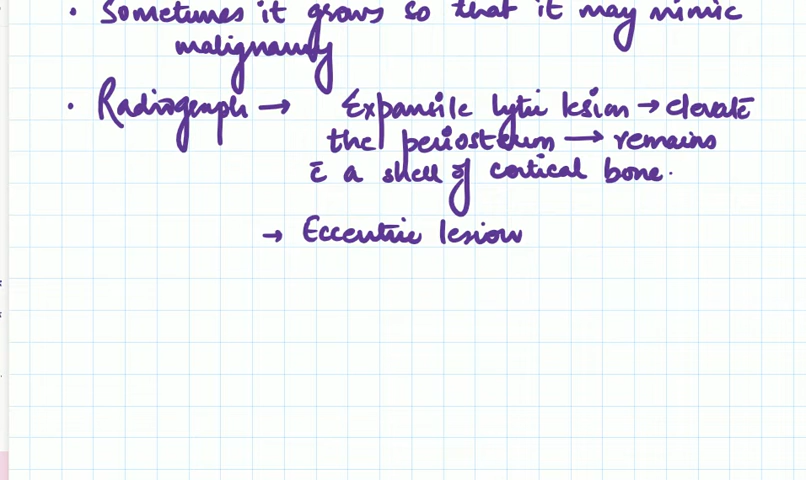 • Sometimes it grows so that it may mimic
malignancy
• Radiograph → Expansile lytic lesion → elevate
the periosteum → remains
c̄ a shell of cortical bone.
→ Eccentric lesion